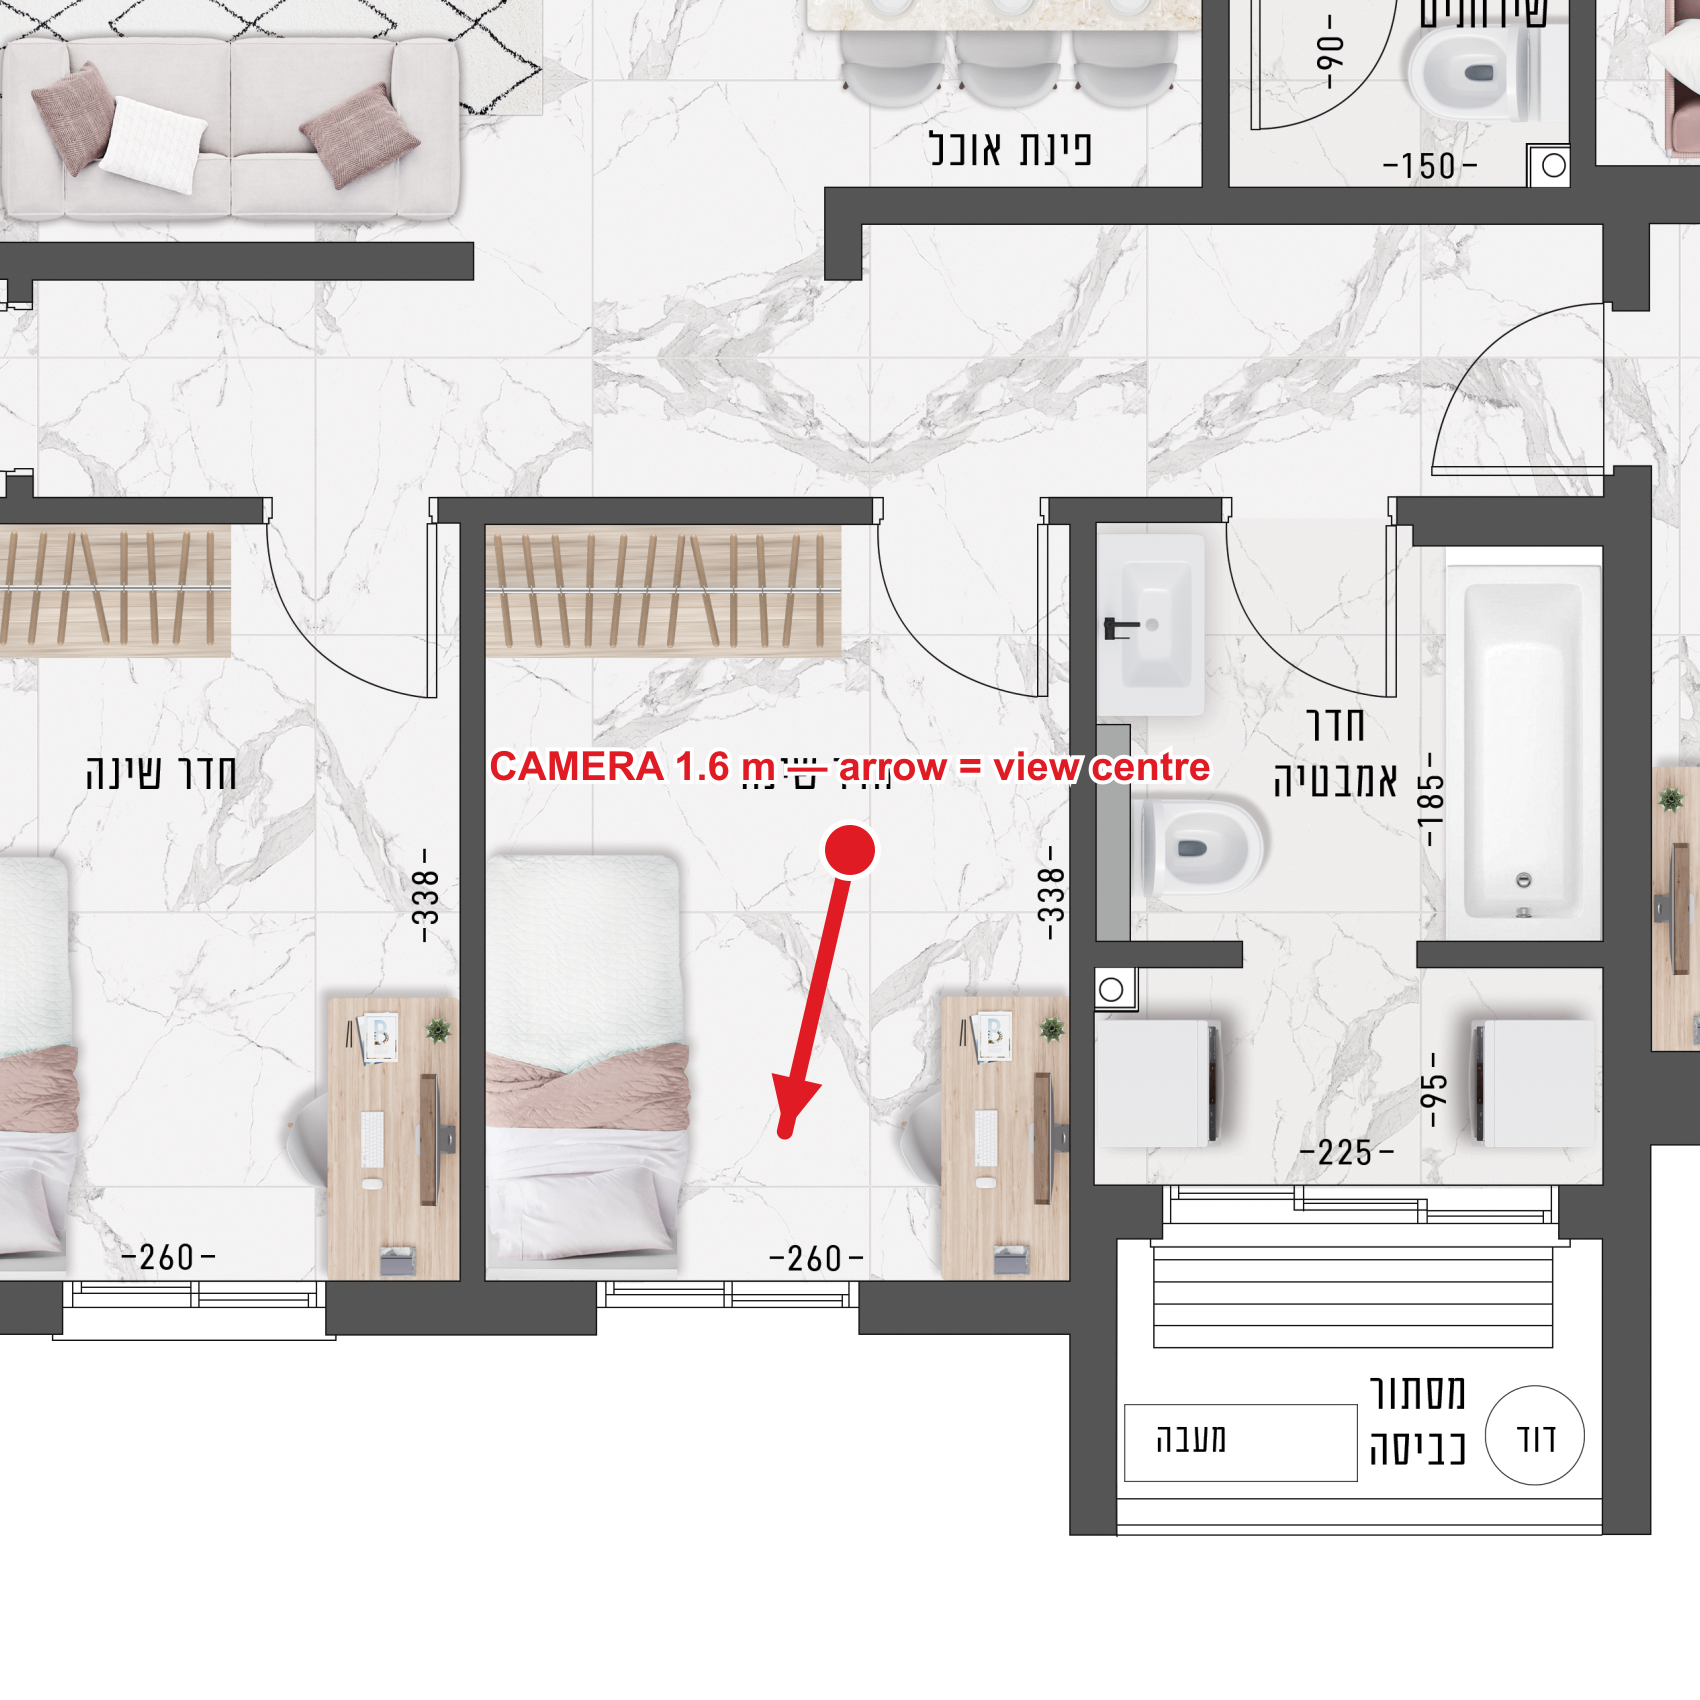 שירותים
-90-
פינת אוכל
-150-
חדר שינה
CAMERA 1.6 m — arrow = view centre
חדר
אמבטיה
-185-
-338-
-338-
B
B
-95-
-225-
-260-
-260-
מסתור
כביסה
מעבה
דוד